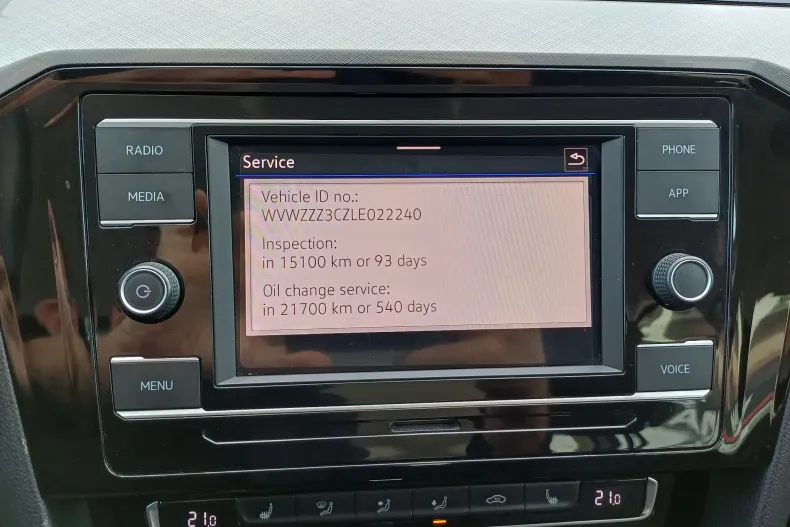 RADIO
MEDIA
MENU
PHONE
APP
VOICE
Service
Vehicle ID no.:
WVWZZZ3CZLE022240
Inspection:
in 15100 km or 93 days
Oil change service:
in 21700 km or 540 days
21.0
21.0